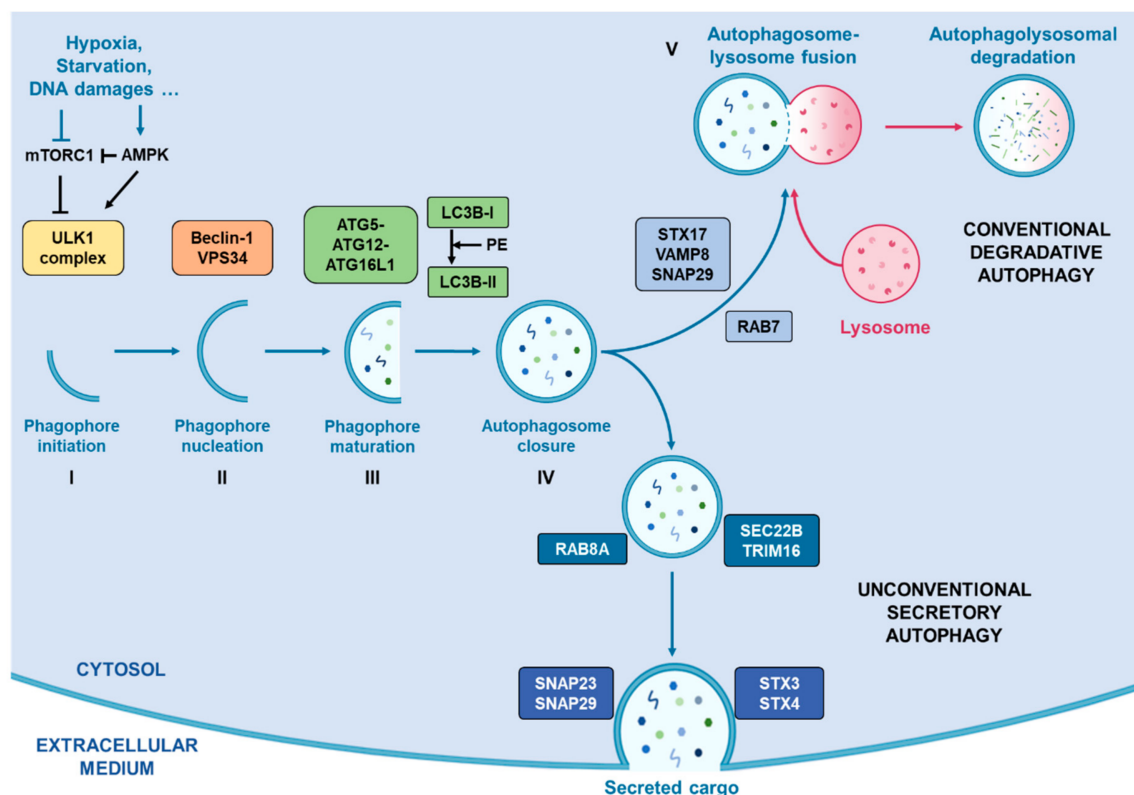 Hypoxia,
Starvation,
DNA damages ...
mTORC1
AMPK
ULK1
complex
Beclin-1
VPS34
ATG5-
ATG12-
ATG16L1
LC3B-I
PE
LC3B-II
Phagophore
initiation
I
Phagophore
nucleation
II
Phagophore
maturation
III
Autophagosome
closure
IV
V
Autophagosome-
lysosome fusion
Autophagolysosomal
degradation
STX17
VAMP8
SNAP29
RAB7
Lysosome
CONVENTIONAL
DEGRADATIVE
AUTOPHAGY
RAB8A
SEC22B
TRIM16
UNCONVENTIONAL
SECRETORY
AUTOPHAGY
SNAP23
SNAP29
STX3
STX4
CYTOSOL
EXTRACELLULAR
MEDIUM
Secreted cargo